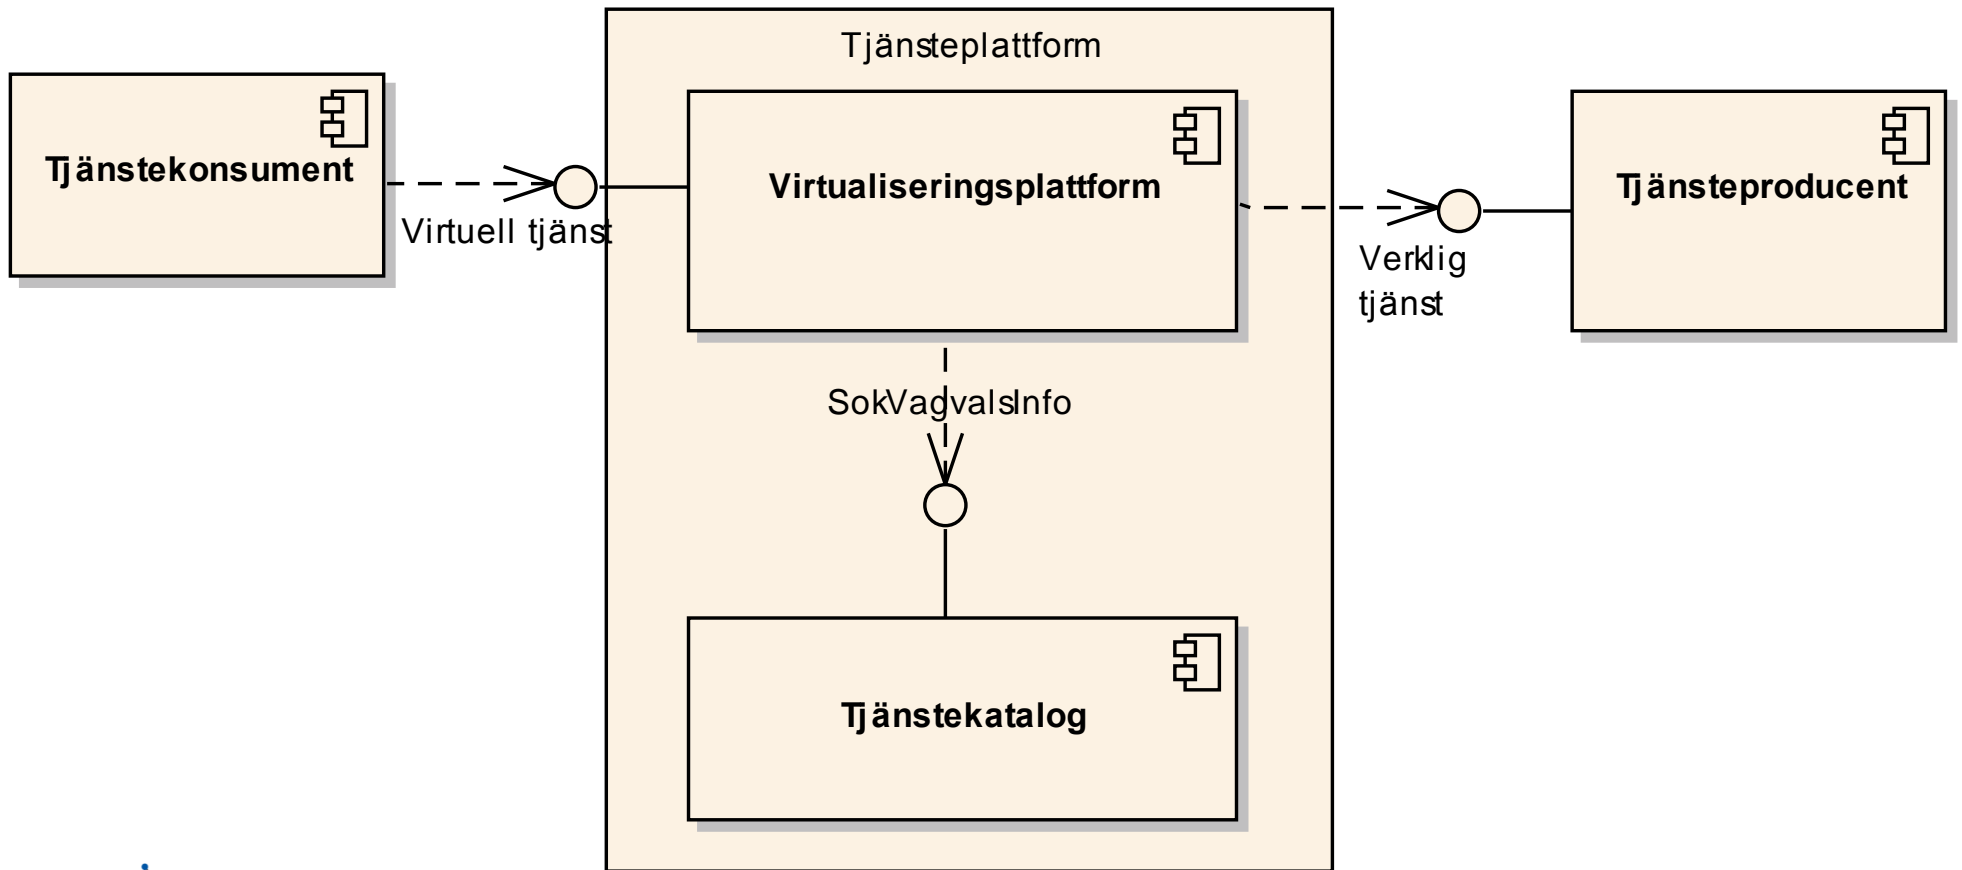 Tjänsteplattform
Tjänstekonsument
Virtualiseringsplattform
Tjänsteproducent
Virtuell tjänst
Verklig
tjänst
SokVagvalsInfo
Tjänstekatalog